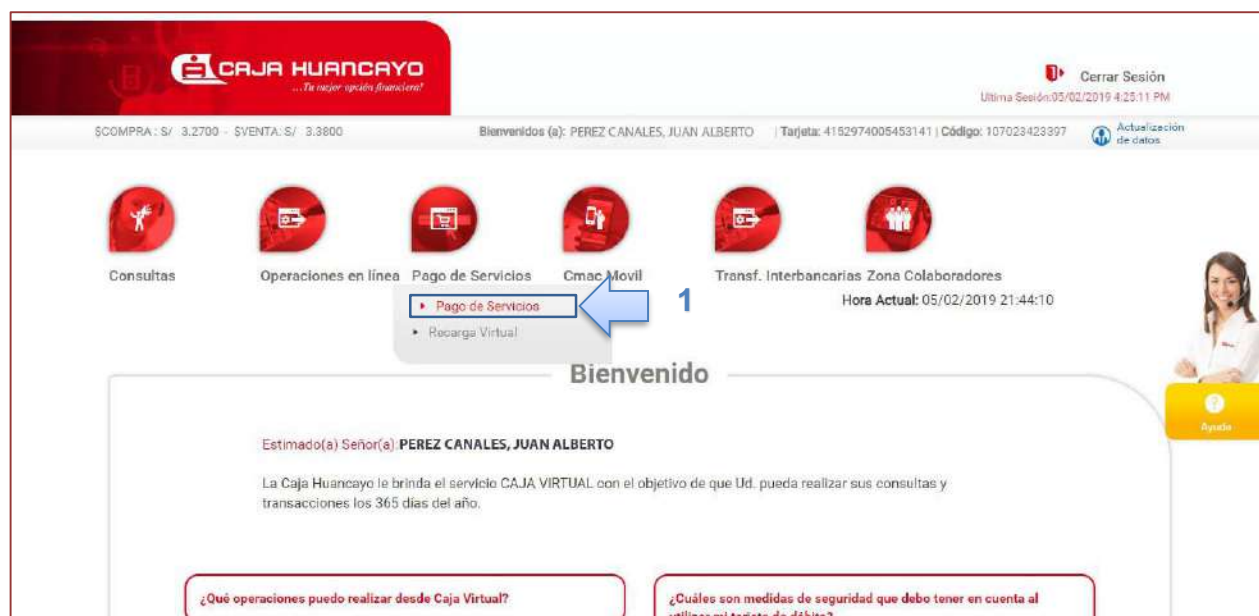 CAJA HUANCAYO
...Tu mejor opción financiera!
Cerrar Sesión
Ultima Sesión:05/02/2019 4:25:11 PM
$COMPRA : S/ 3.2700 - $VENTA: S/ 3.3800
Bienvenidos (a): PEREZ CANALES, JUAN ALBERTO | Tarjeta: 4152974005453141 | Código: 107023423397
Actualización
de datos
Consultas
Operaciones en línea
Pago de Servicios
Cmac Movil
Transf. Interbancarias
Zona Colaboradores
Pago de Servicios
1
Hora Actual: 05/02/2019 21:44:10
Recarga Virtual
Bienvenido
Ayuda
Estimado(a) Señor(a):PEREZ CANALES, JUAN ALBERTO
La Caja Huancayo le brinda el servicio CAJA VIRTUAL con el objetivo de que Ud. pueda realizar sus consultas y
transacciones los 365 días del año.
¿Qué operaciones puedo realizar desde Caja Virtual?
¿Cuáles son medidas de seguridad que debo tener en cuenta al
utilizar mi tarjeta de débito?